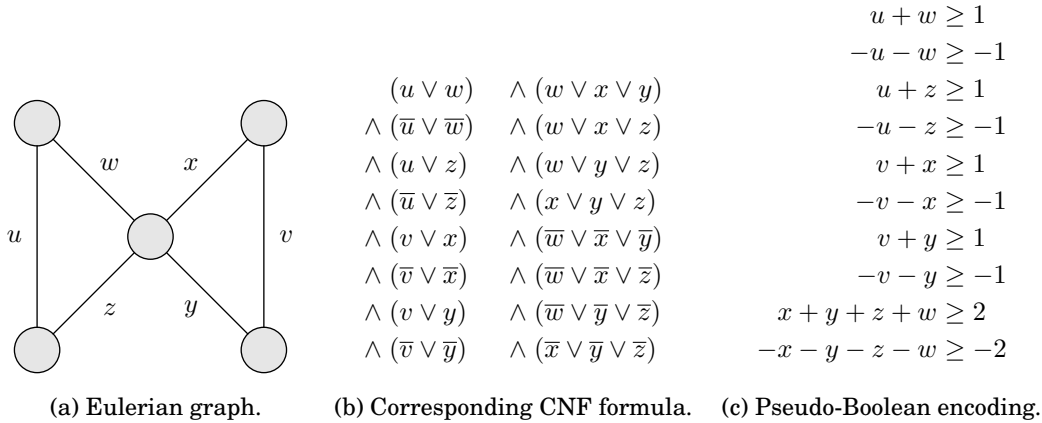 w
x
u
v
z
y
(a) Eulerian graph.
(u ∨ w) ∧ (w ∨ x ∨ y)
∧ (u̅ ∨ w̅) ∧ (w ∨ x ∨ z)
∧ (u ∨ z) ∧ (w ∨ y ∨ z)
∧ (u̅ ∨ z̅) ∧ (x ∨ y ∨ z)
∧ (v ∨ x) ∧ (w̅ ∨ x̅ ∨ y̅)
∧ (v̅ ∨ x̅) ∧ (w̅ ∨ x̅ ∨ z̅)
∧ (v ∨ y) ∧ (w̅ ∨ y̅ ∨ z̅)
∧ (v̅ ∨ y̅) ∧ (x̅ ∨ y̅ ∨ z̅)
(b) Corresponding CNF formula.
u + w ≥ 1
−u − w ≥ −1
u + z ≥ 1
−u − z ≥ −1
v + x ≥ 1
−v − x ≥ −1
v + y ≥ 1
−v − y ≥ −1
x + y + z + w ≥ 2
−x − y − z − w ≥ −2
(c) Pseudo-Boolean encoding.